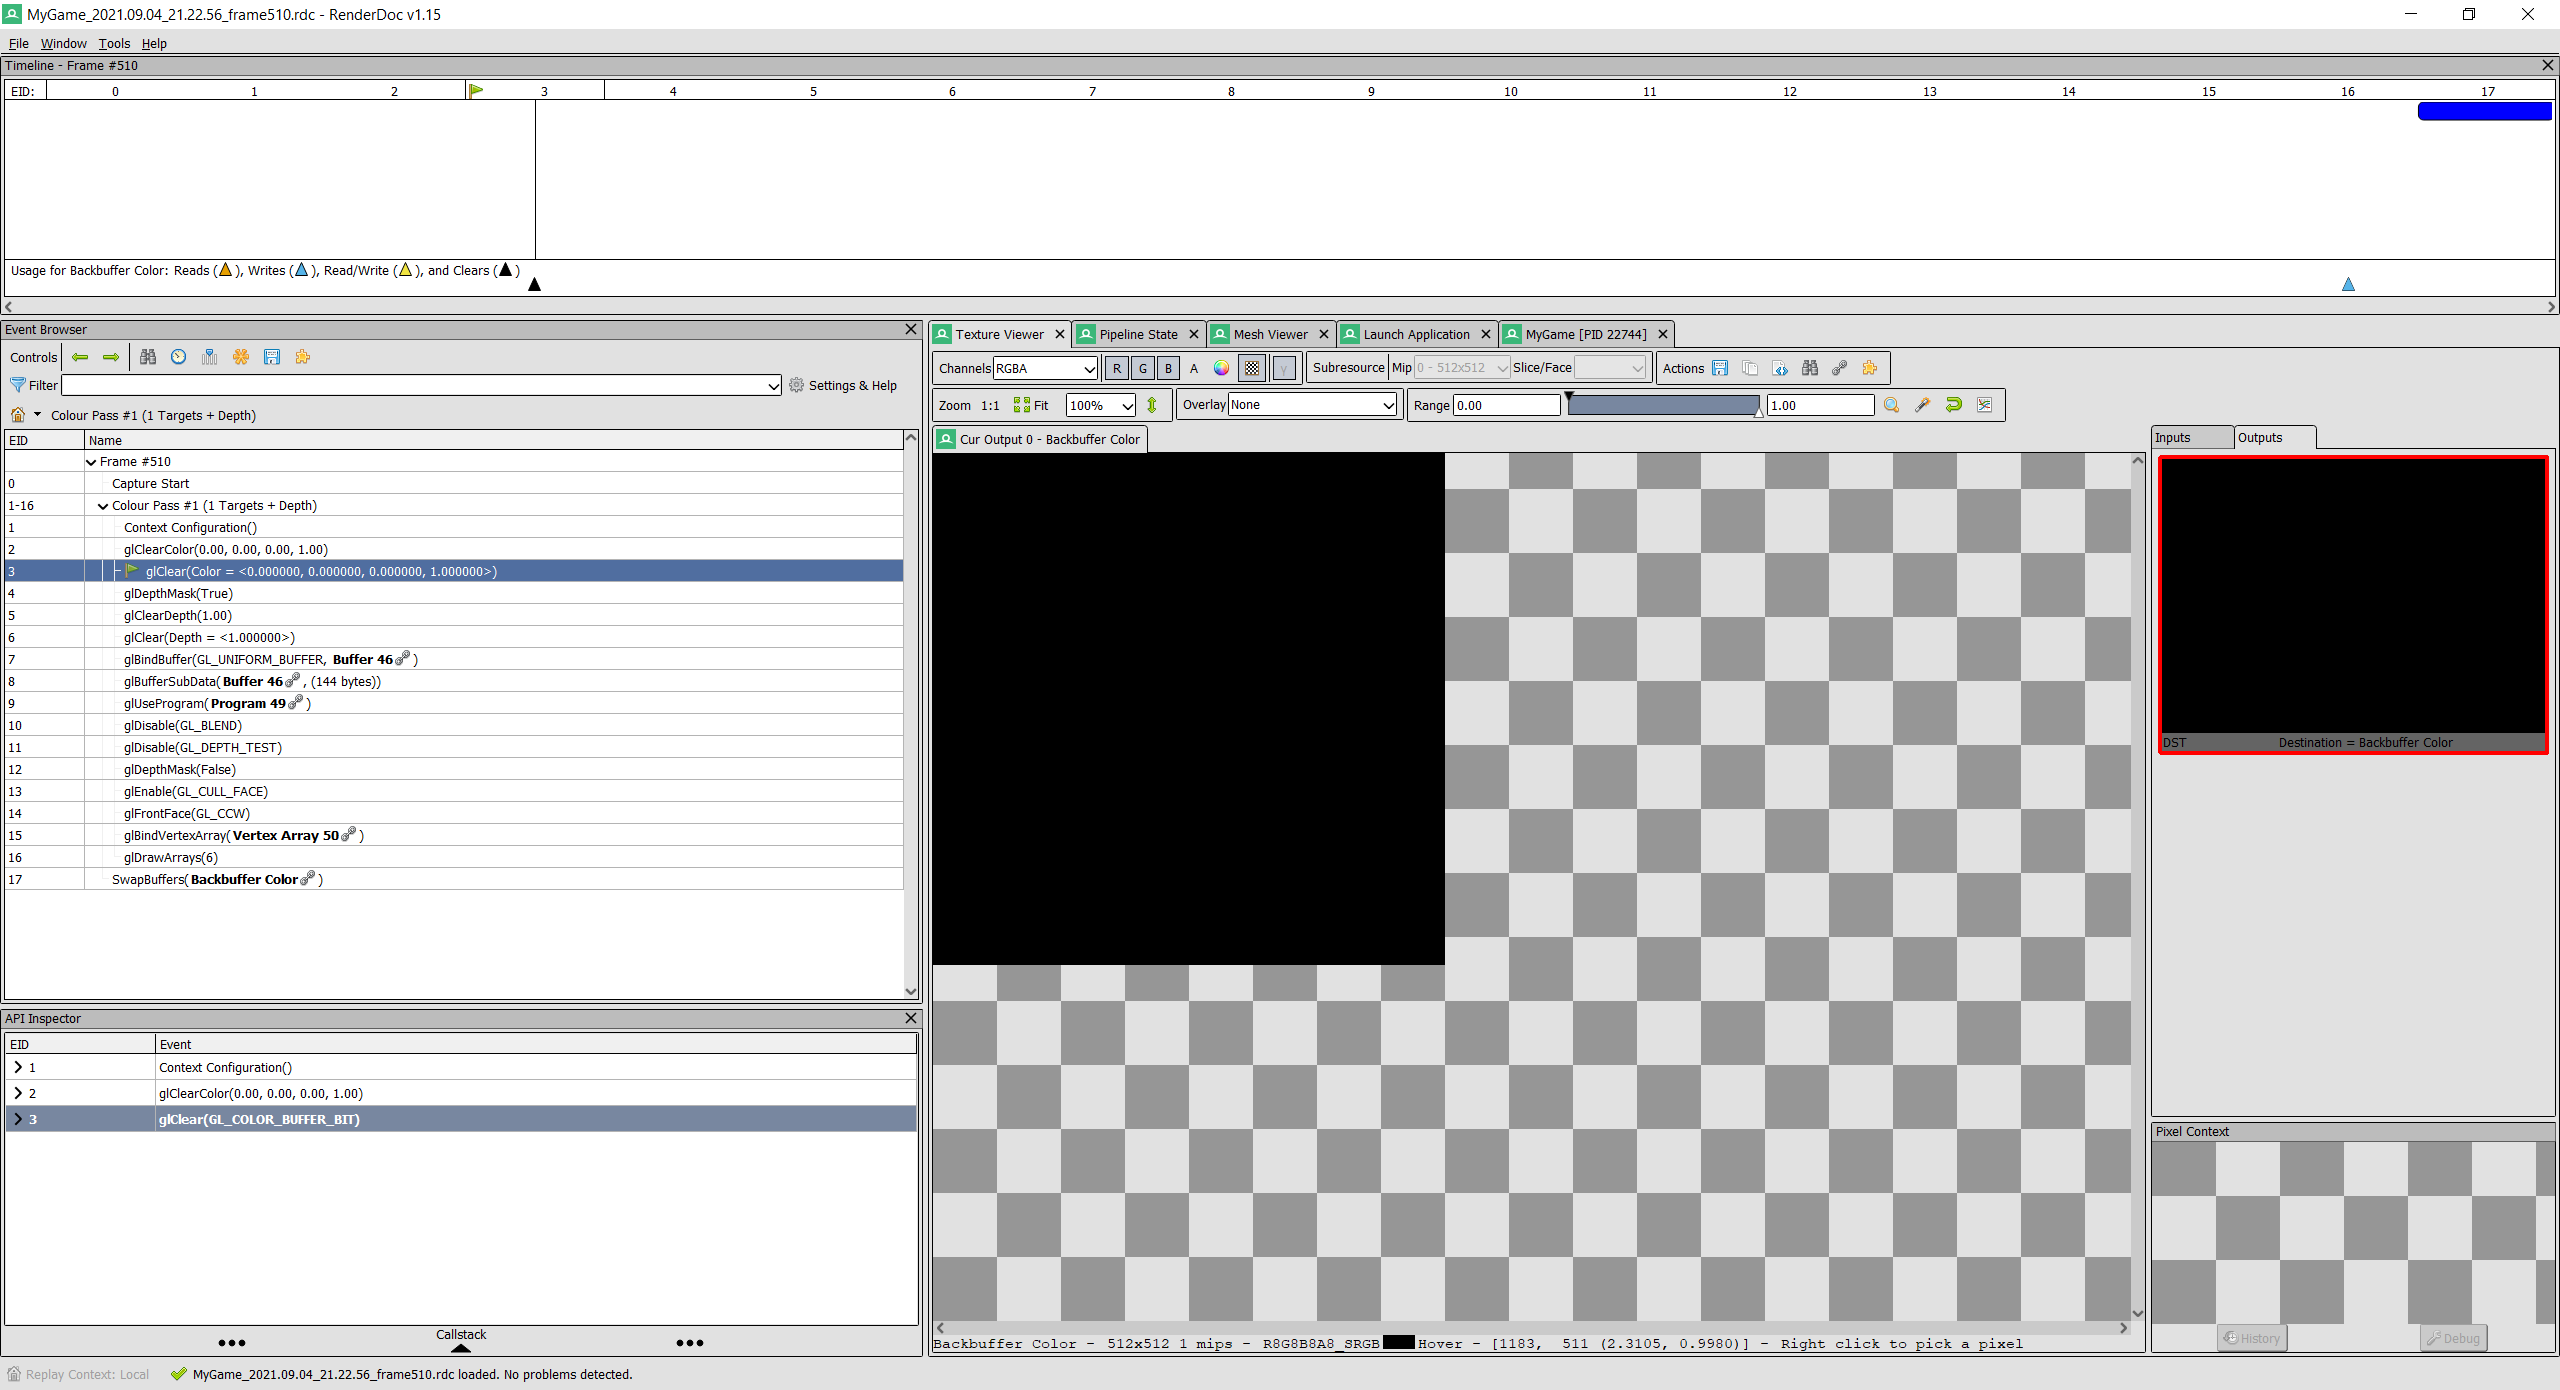 MyGame_2021.09.04_21.22.56_frame510.rdc - RenderDoc v1.15
File Window Tools Help
Timeline - Frame #510
EID: 0 1 2 3 4 5 6 7 8 9 10 11 12 13 14 15 16 17
Usage for Backbuffer Color: Reads ( ), Writes ( ), Read/Write ( ), and Clears ( )
Event Browser
Controls
Filter Settings & Help
Colour Pass #1 (1 Targets + Depth)
EID Name
Frame #510
0 Capture Start
1-16 Colour Pass #1 (1 Targets + Depth)
1 Context Configuration()
2 glClearColor(0.00, 0.00, 0.00, 1.00)
3 glClear(Color = <0.000000, 0.000000, 0.000000, 1.000000>)
4 glDepthMask(True)
5 glClearDepth(1.00)
6 glClear(Depth = <1.000000>)
7 glBindBuffer(GL_UNIFORM_BUFFER, Buffer 46 )
8 glBufferSubData( Buffer 46 , (144 bytes))
9 glUseProgram( Program 49 )
10 glDisable(GL_BLEND)
11 glDisable(GL_DEPTH_TEST)
12 glDepthMask(False)
13 glEnable(GL_CULL_FACE)
14 glFrontFace(GL_CCW)
15 glBindVertexArray( Vertex Array 50 )
16 glDrawArrays(6)
17 SwapBuffers( Backbuffer Color )
API Inspector
EID Event
1 Context Configuration()
2 glClearColor(0.00, 0.00, 0.00, 1.00)
3 glClear(GL_COLOR_BUFFER_BIT)
Callstack
Texture Viewer Pipeline State Mesh Viewer Launch Application MyGame [PID 22744]
Channels RGBA R G B A γ Subresource Mip 0 - 512x512 Slice/Face Actions
Zoom 1:1 Fit 100% Overlay None Range 0.00 1.00
Cur Output 0 - Backbuffer Color
Inputs Outputs
DST Destination = Backbuffer Color
Pixel Context
History Debug
Backbuffer Color - 512x512 1 mips - R8G8B8A8_SRGB Hover - [1183, 511 (2.3105, 0.9980)] - Right click to pick a pixel
Replay Context: Local MyGame_2021.09.04_21.22.56_frame510.rdc loaded. No problems detected.